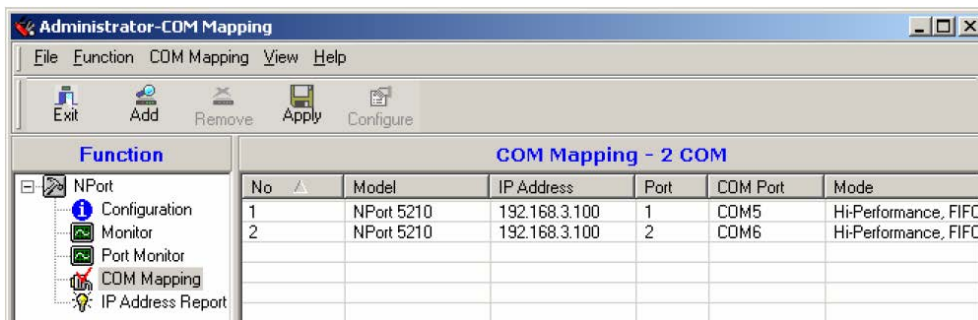 Administrator-COM Mapping
File Function COM Mapping View Help
Exit Add Remove Apply Configure
Function
COM Mapping - 2 COM
NPort
Configuration
Monitor
Port Monitor
COM Mapping
IP Address Report
No Model IP Address Port COM Port Mode
1 NPort 5210 192.168.3.100 1 COM5 Hi-Performance, FIFO
2 NPort 5210 192.168.3.100 2 COM6 Hi-Performance, FIFO